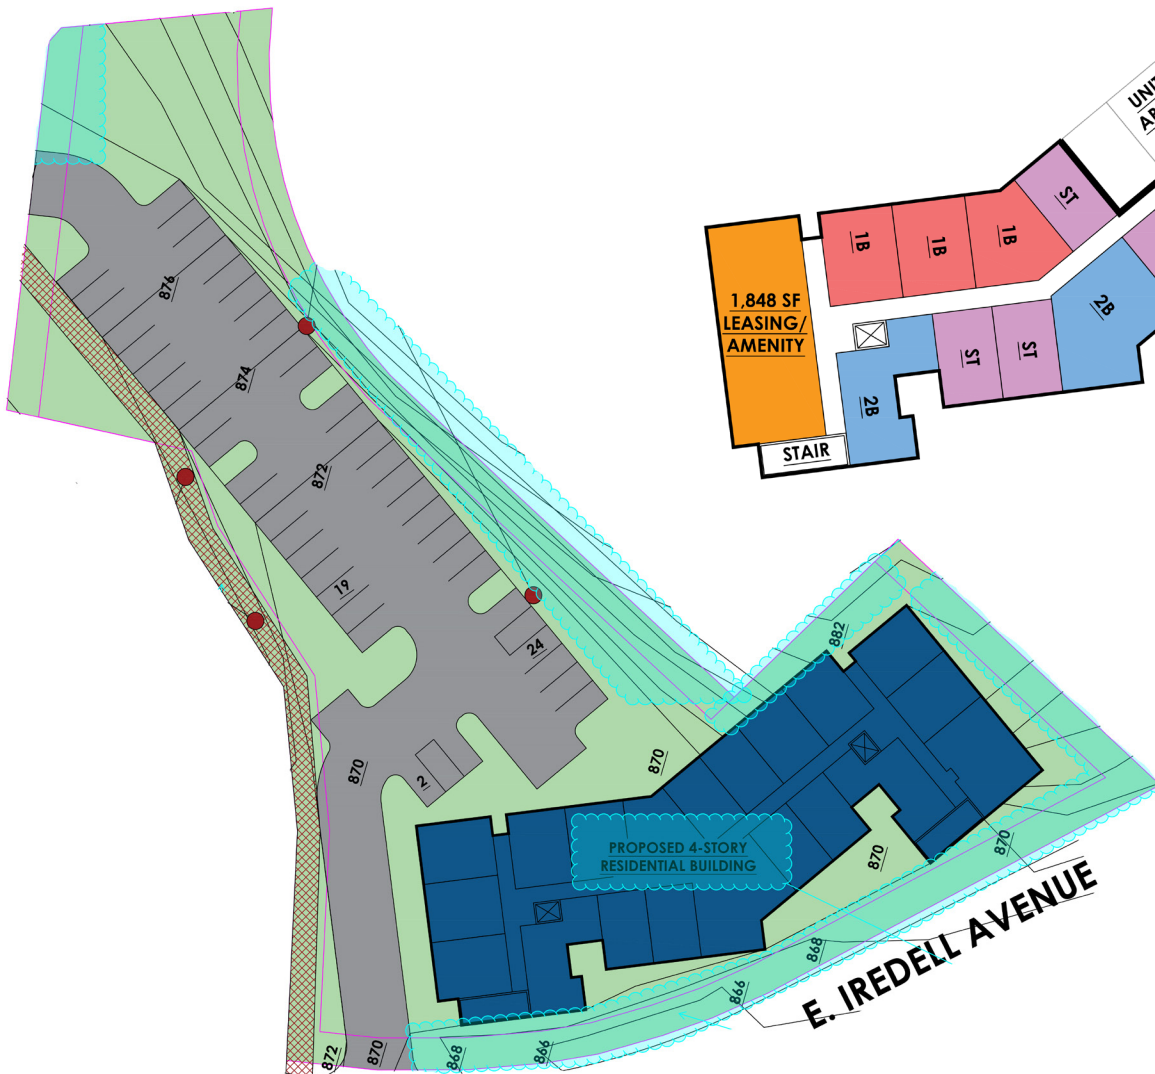 UNIT
1B
1B
1B
ST
1,848 SF
LEASING/
AMENITY
2B
ST
ST
2B
STAIR
876
874
872
19
24
882
870
870
2
PROPOSED 4-STORY
RESIDENTIAL BUILDING
870
870
E. IREDELL AVENUE
868
866
872
870
868
866